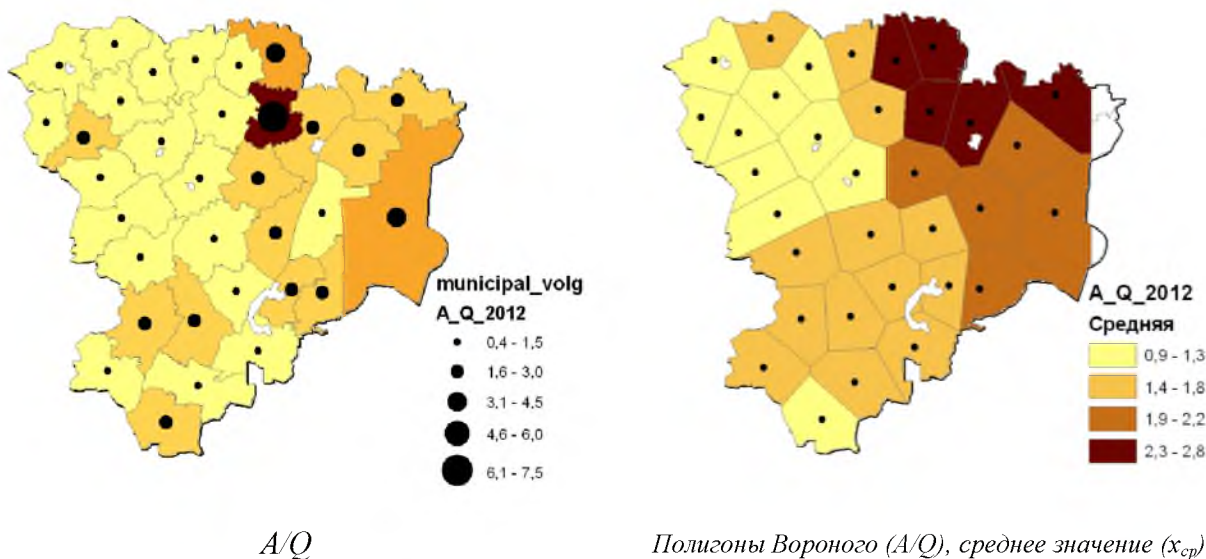 municipal_volg
A_Q_2012
0,4 - 1,5
1,6 - 3,0
3,1 - 4,5
4,6 - 6,0
6,1 - 7,5
A_Q_2012
Средняя
0,9 - 1,3
1,4 - 1,8
1,9 - 2,2
2,3 - 2,8
A/Q
Полигоны Вороного (A/Q), среднее значение (xср)